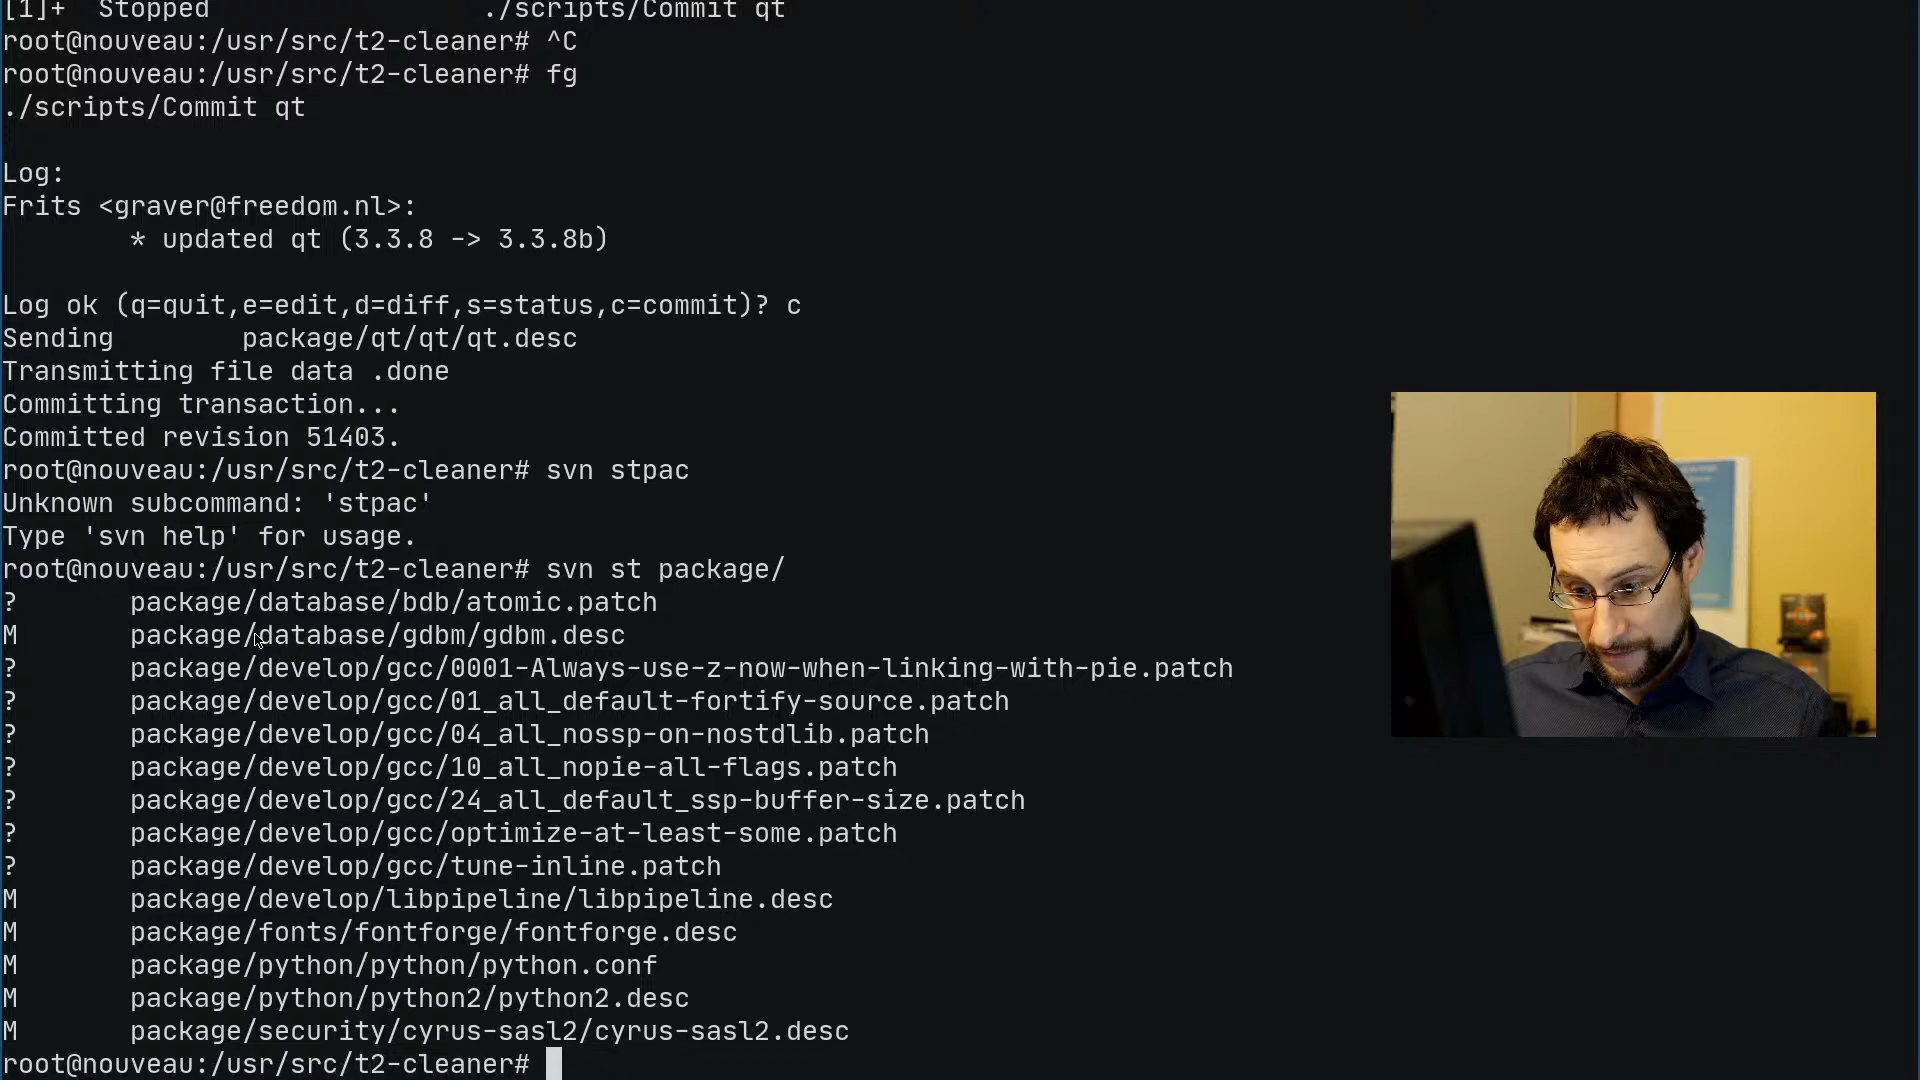 [1]+  Stopped                 ./scripts/Commit qt
root@nouveau:/usr/src/t2-cleaner# ^C
root@nouveau:/usr/src/t2-cleaner# fg
./scripts/Commit qt
Log:
Frits <graver@freedom.nl>:
        * updated qt (3.3.8 -> 3.3.8b)
Log ok (q=quit,e=edit,d=diff,s=status,c=commit)? c
Sending        package/qt/qt/qt.desc
Transmitting file data .done
Committing transaction...
Committed revision 51403.
root@nouveau:/usr/src/t2-cleaner# svn stpac
Unknown subcommand: 'stpac'
Type 'svn help' for usage.
root@nouveau:/usr/src/t2-cleaner# svn st package/
?       package/database/bdb/atomic.patch
M       package/database/gdbm/gdbm.desc
?       package/develop/gcc/0001-Always-use-z-now-when-linking-with-pie.patch
?       package/develop/gcc/01_all_default-fortify-source.patch
?       package/develop/gcc/04_all_nossp-on-nostdlib.patch
?       package/develop/gcc/10_all_nopie-all-flags.patch
?       package/develop/gcc/24_all_default_ssp-buffer-size.patch
?       package/develop/gcc/optimize-at-least-some.patch
?       package/develop/gcc/tune-inline.patch
M       package/develop/libpipeline/libpipeline.desc
M       package/fonts/fontforge/fontforge.desc
M       package/python/python/python.conf
M       package/python/python2/python2.desc
M       package/security/cyrus-sasl2/cyrus-sasl2.desc
root@nouveau:/usr/src/t2-cleaner#